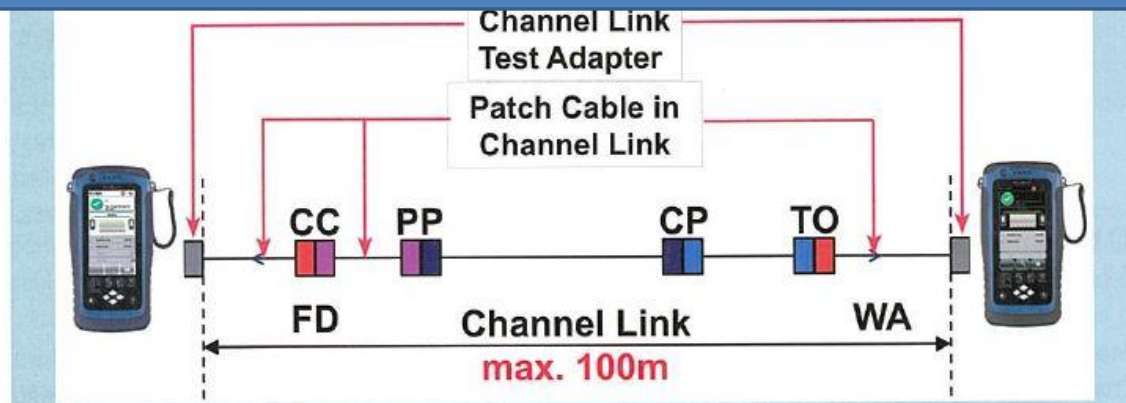 Channel Link
Test Adapter
Patch Cable in
Channel Link
CC
PP
CP
TO
FD
Channel Link
WA
max. 100m